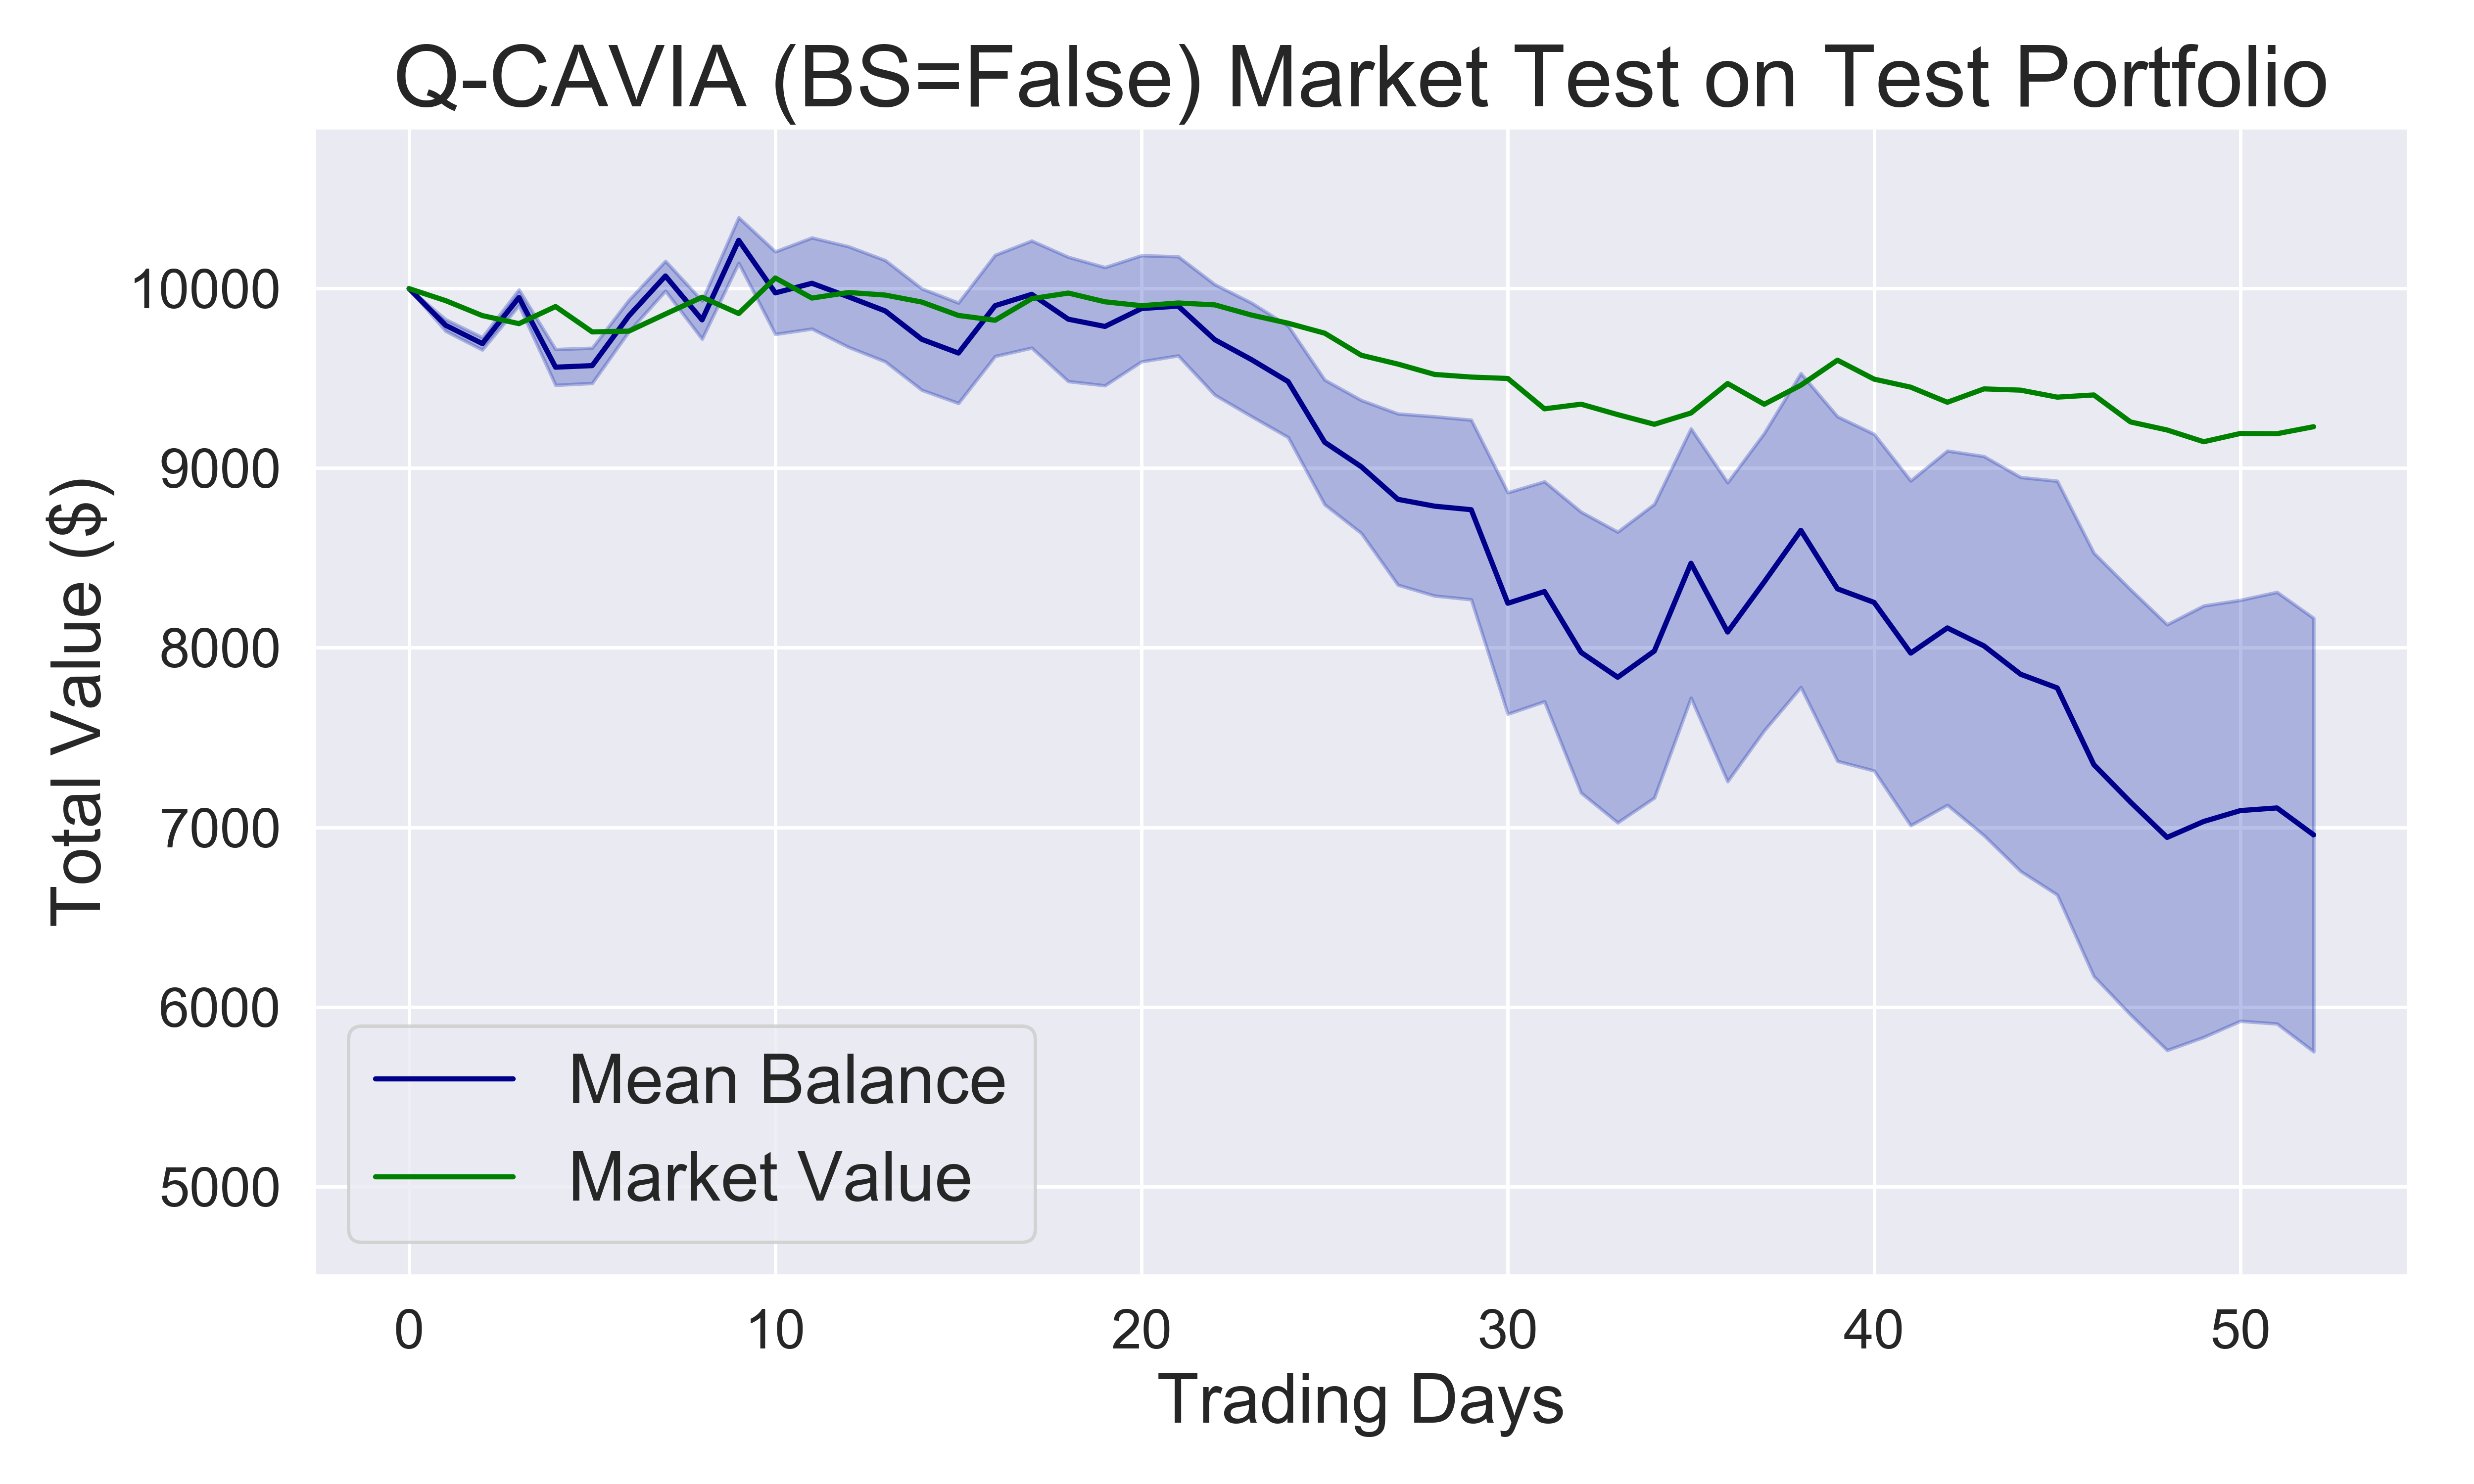 Q-CAVIA (BS=False) Market Test on Test Portfolio
Total Value ($)
10000
9000
8000
7000
6000
5000
Mean Balance
Market Value
0 10 20 30 40 50
Trading Days